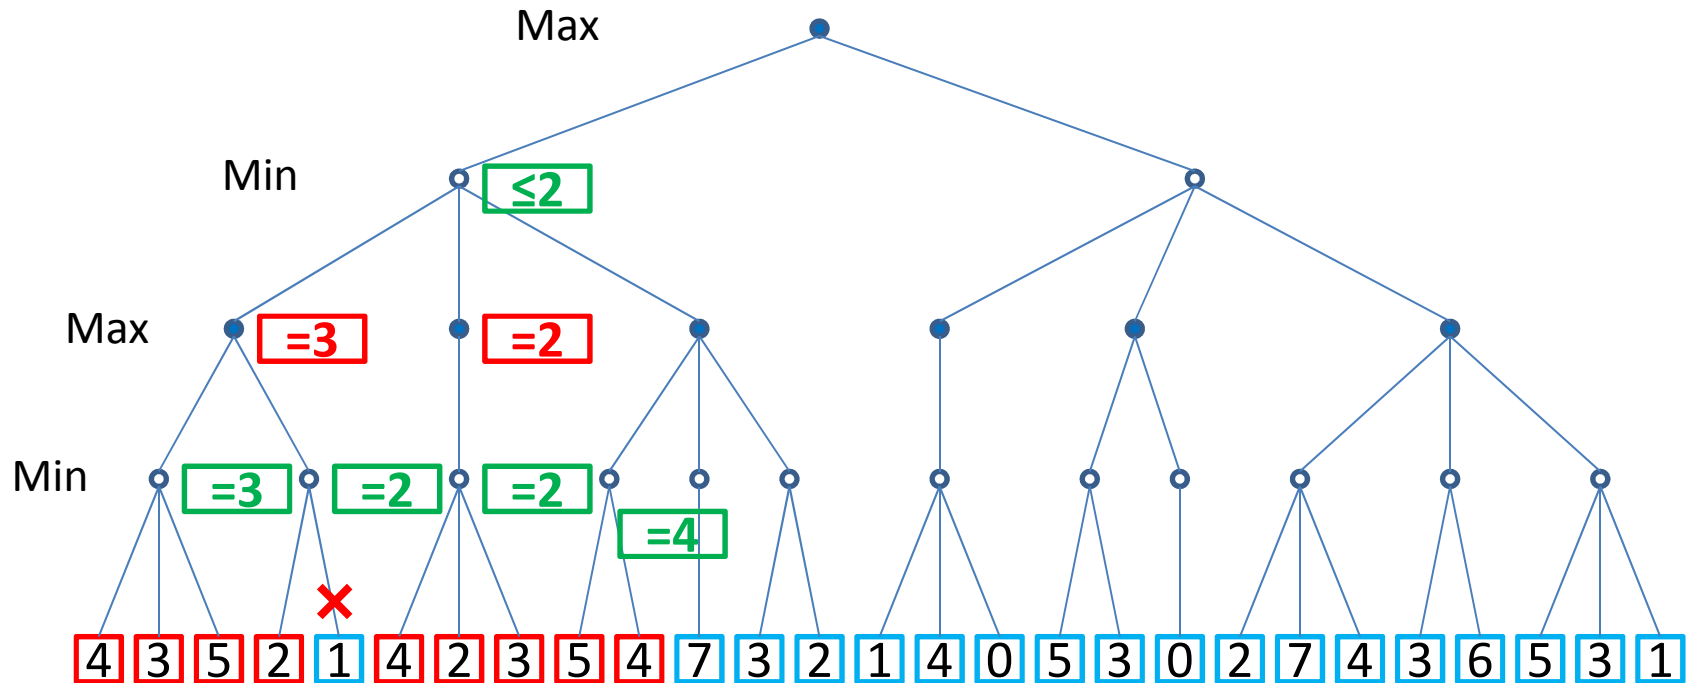 Max
Min ≤2
Max =3 =2
Min =3 =2 =2
=4
4 3 5 2 1 4 2 3 5 4 7 3 2 1 4 0 5 3 0 2 7 4 3 6 5 3 1